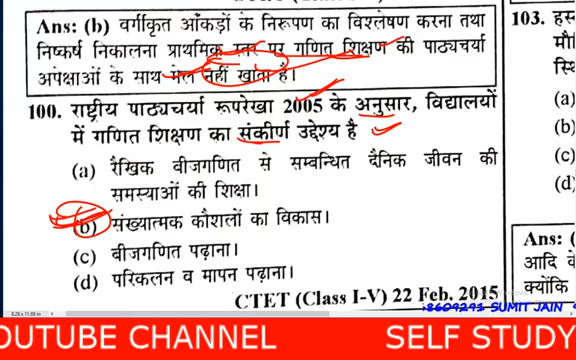 Ans: (b) वर्गीकृत आँकड़ों के निरूपण का विश्लेषण करना तथा
निष्कर्ष निकालना प्राथमिक स्तर पर गणित शिक्षण की पाठ्यचर्या
अपेक्षाओं के साथ मेल नहीं खाता है।
100. राष्ट्रीय पाठ्यचर्या रूपरेखा 2005 के अनुसार, विद्यालयों
में गणित शिक्षण का संकीर्ण उद्देश्य है
(a) रैखिक बीजगणित से सम्बन्धित दैनिक जीवन की
समस्याओं की शिक्षा।
(b) संख्यात्मक कौशलों का विकास।
(c) बीजगणित पढ़ाना।
(d) परिकलन व मापन पढ़ाना।
CTET (Class I-V) 22 Feb. 2015
103. हस
(a)
(b)
(c)
(d)
Ans: (
आदि वे
क्योंकि
8609291 SUMIT JAIN
OUTUBE CHANNEL SELF STUDY